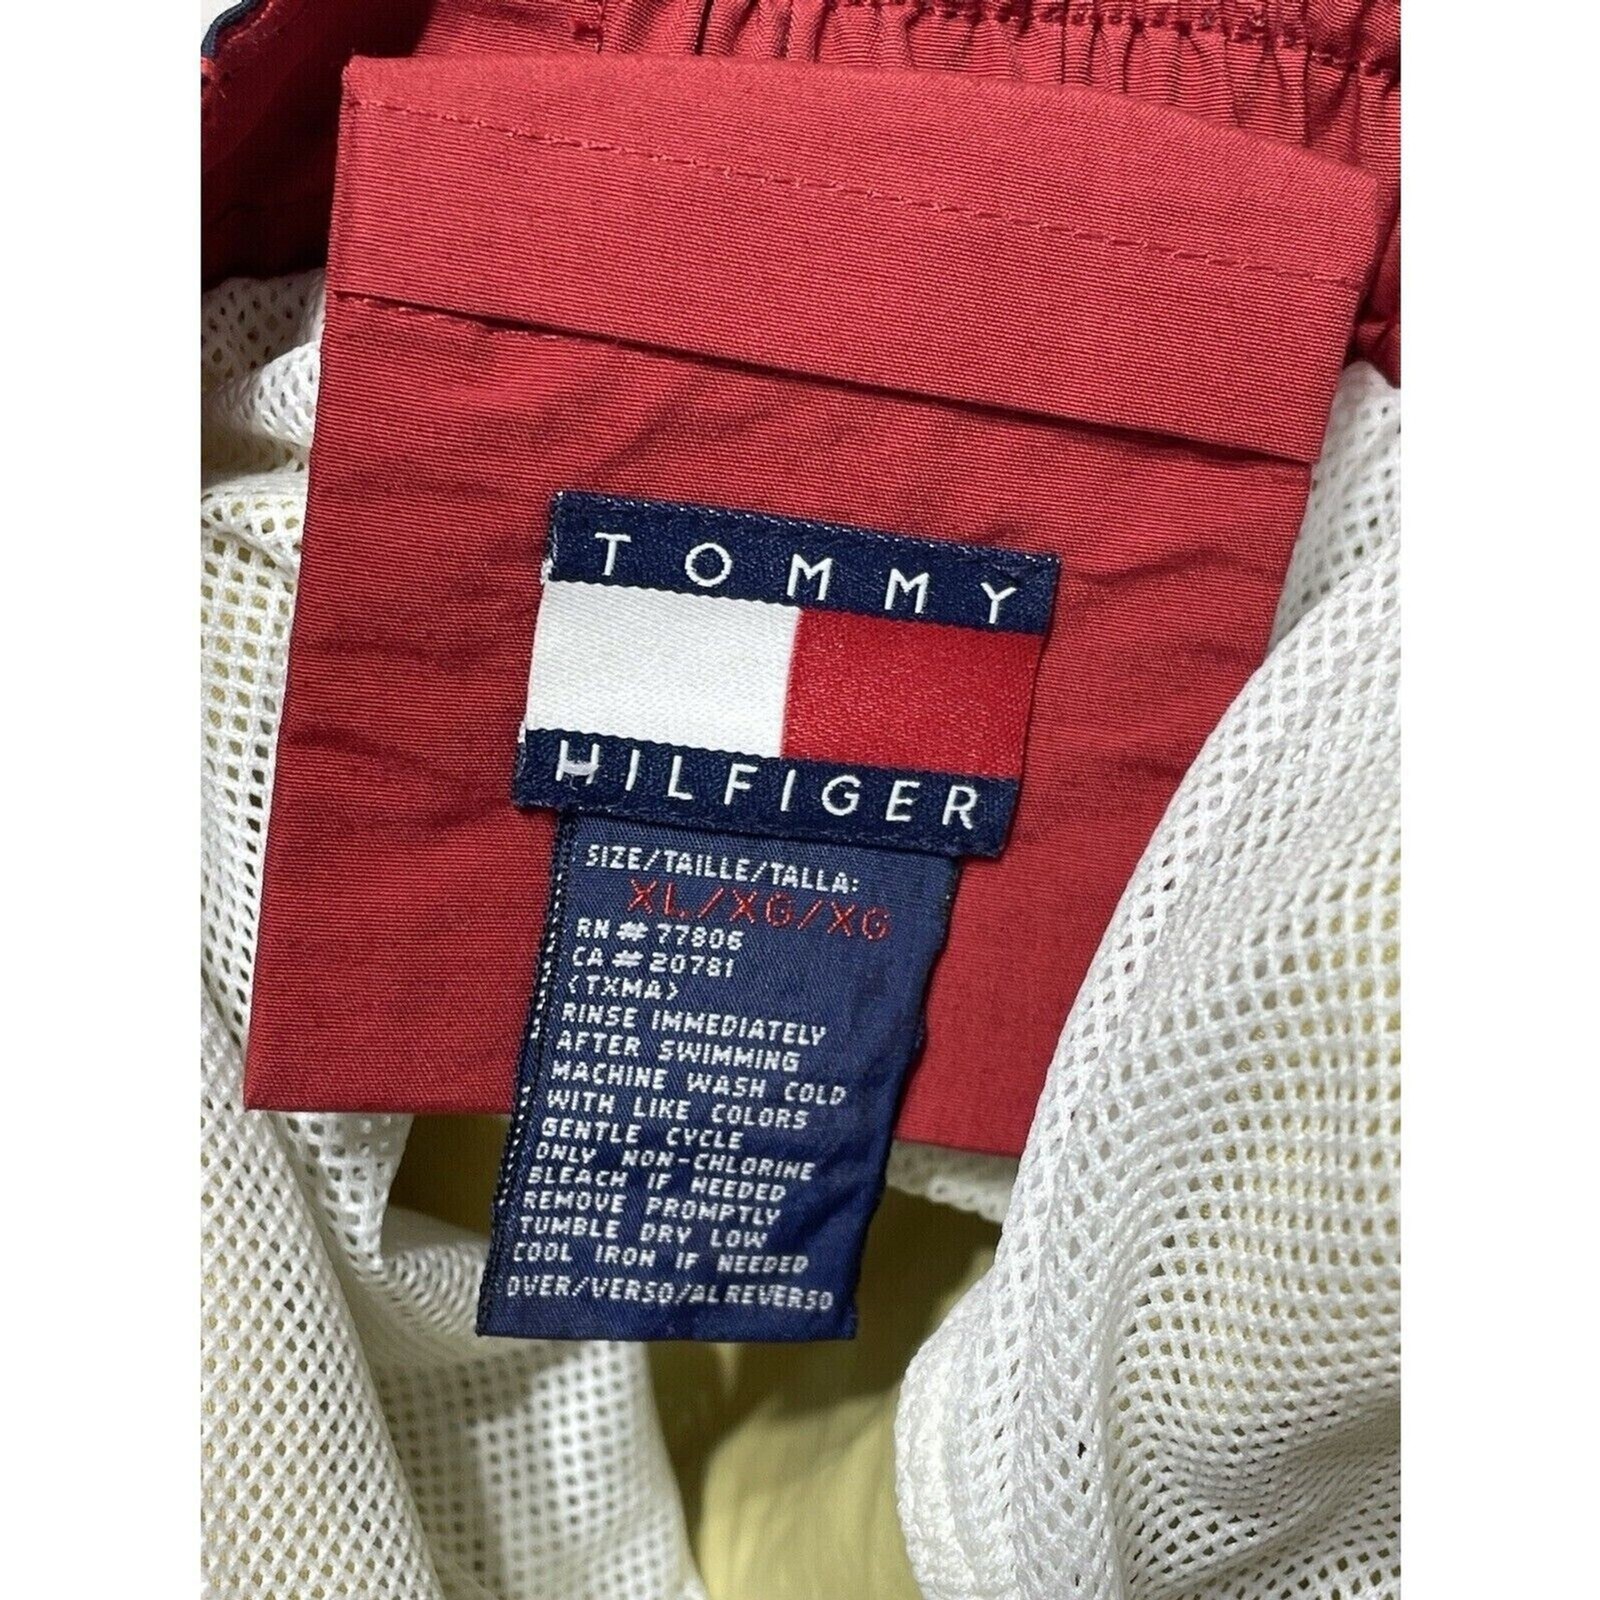 TOMMY
HILFIGER
SIZE/TAILLE/TALLA:
XL/XG/XG
RN # 77806
CA # 20781
(TXMA)
RINSE IMMEDIATELY
AFTER SWIMMING
MACHINE WASH COLD
WITH LIKE COLORS
GENTLE CYCLE
ONLY NON-CHLORINE
BLEACH IF NEEDED
REMOVE PROMPTLY
TUMBLE DRY LOW
COOL IRON IF NEEDED
OVER/VERSO/AL REVERSO